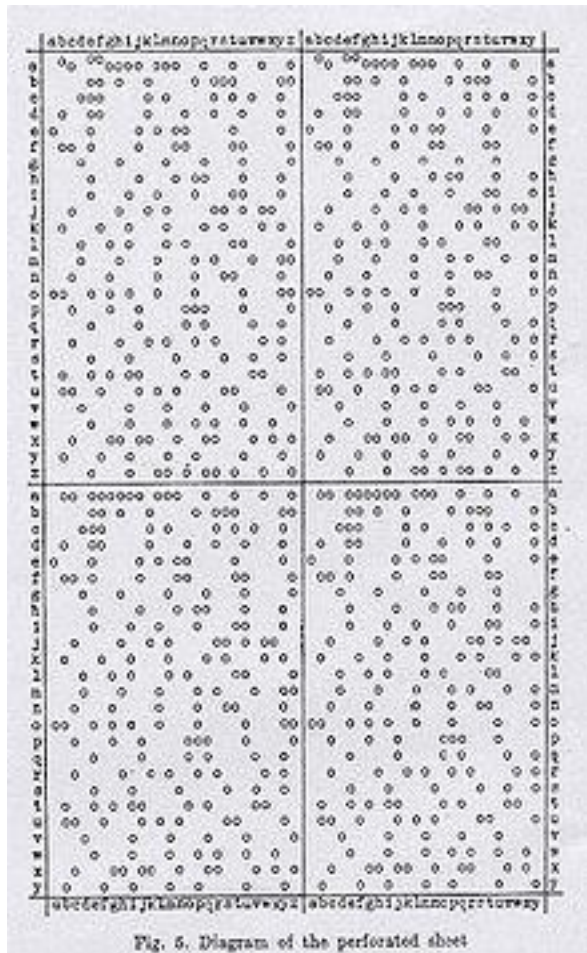 abcdefghijklmnopqrstuvwxyz abcdefghijklmnopqrstuvwxy
a a
b b
c c
d d
e e
f f
g g
h h
i i
j j
k k
l l
m m
n n
o o
p p
q q
r r
s s
t t
u u
v v
w w
x x
y y
z z
a a
b b
c c
d d
e e
f f
g g
h h
i i
j j
k k
l l
m m
n n
o o
p p
q q
r r
s s
t t
u u
v v
w w
x x
y y
abcdefghijklmnopqrstuvwxyz abcdefghijklmnopqrstuvwxy
Fig. 5. Diagram of the perforated sheet